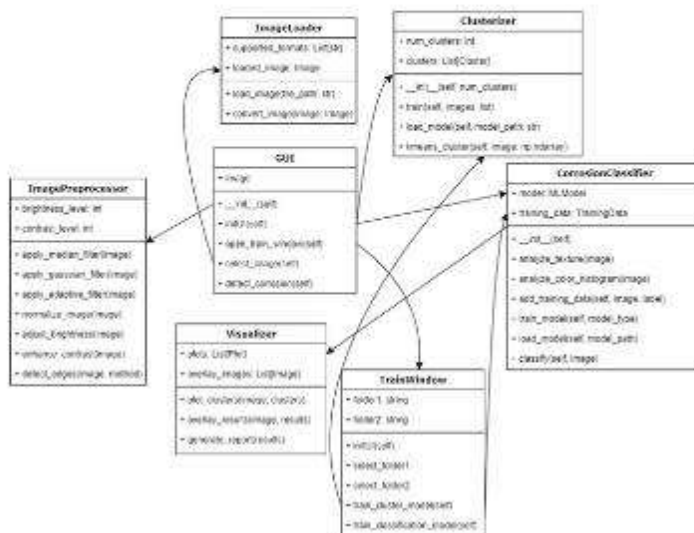 ImageLoader
+ supported_formats: List[str]
+ loaded_image: Image
+ load_image(file_path: str)
+ convert_image(image: Image)
Clusterizer
+ num_clusters: int
+ clusters: List[Cluster]
+ __init__(self, num_clusters)
+ train(self, images: list)
+ load_model(self, model_path: str)
+ kmeans_cluster(self, image: np.ndarray)
GUI
+ image
+ __init__(self)
+ initUI(self)
+ open_train_window(self)
+ select_image(self)
+ detect_corrosion(self)
ImagePreprocessor
+ brightness_level: int
+ contrast_level: int
+ apply_median_filter(image)
+ apply_gaussian_filter(image)
+ apply_adaptive_filter(image)
+ normalize_image(image)
+ adjust_brightness(image)
+ enhance_contrast(image)
+ detect_edges(image, method)
CorrosionClassifier
+ model: MLModel
+ training_data: TrainingData
+ __init__(self)
+ analyze_texture(image)
+ analyze_color_histogram(image)
+ add_training_data(self, image, label)
+ train_model(self, model_type)
+ load_model(self, model_path)
+ classify(self, image)
Visualizer
+ plots: List[Plot]
+ overlay_images: List[Image]
+ plot_clusters(image, clusters)
+ overlay_results(image, results)
+ generate_report(results)
TrainWindow
+ folder1: string
+ folder2: string
+ initUI(self)
+ select_folder1
+ select_folder2
+ train_cluster_model(self)
+ train_classification_model(self)